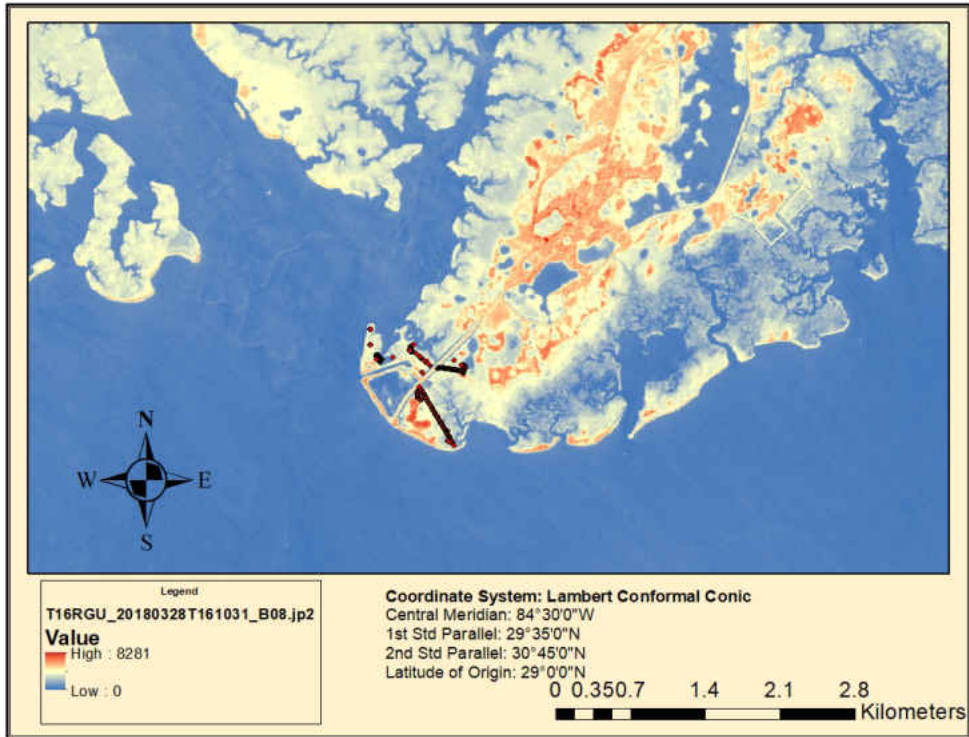 N
W E
S
Legend
T16RGU_20180328T161031_B08.jp2
Value
High : 8281
Low : 0
Coordinate System: Lambert Conformal Conic
Central Meridian: 84°30'0"W
1st Std Parallel: 29°35'0"N
2nd Std Parallel: 30°45'0"N
Latitude of Origin: 29°0'0"N
0 0.35 0.7 1.4 2.1 2.8
Kilometers